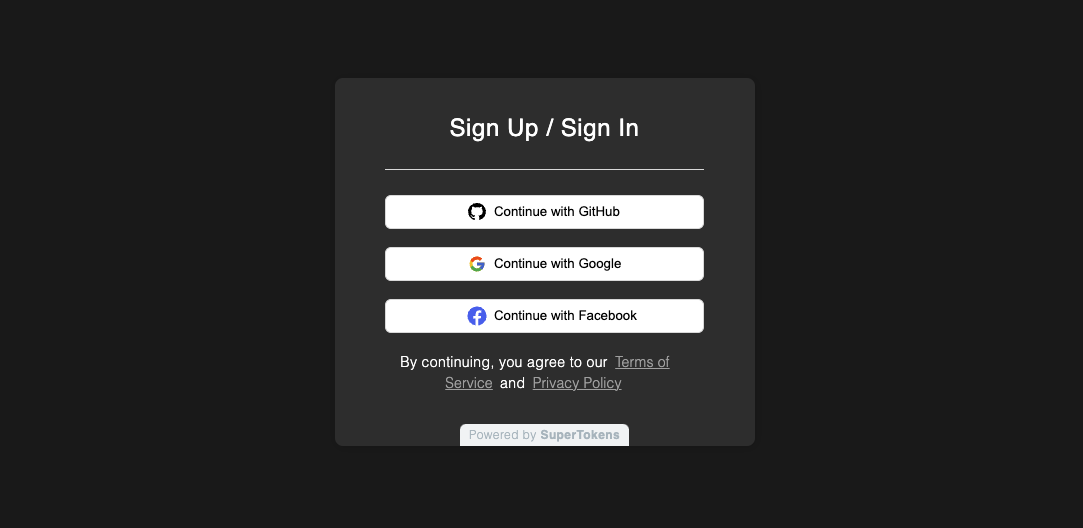 Sign Up / Sign In
Continue with GitHub
Continue with Google
Continue with Facebook
By continuing, you agree to our Terms of
Service and Privacy Policy
Powered by SuperTokens